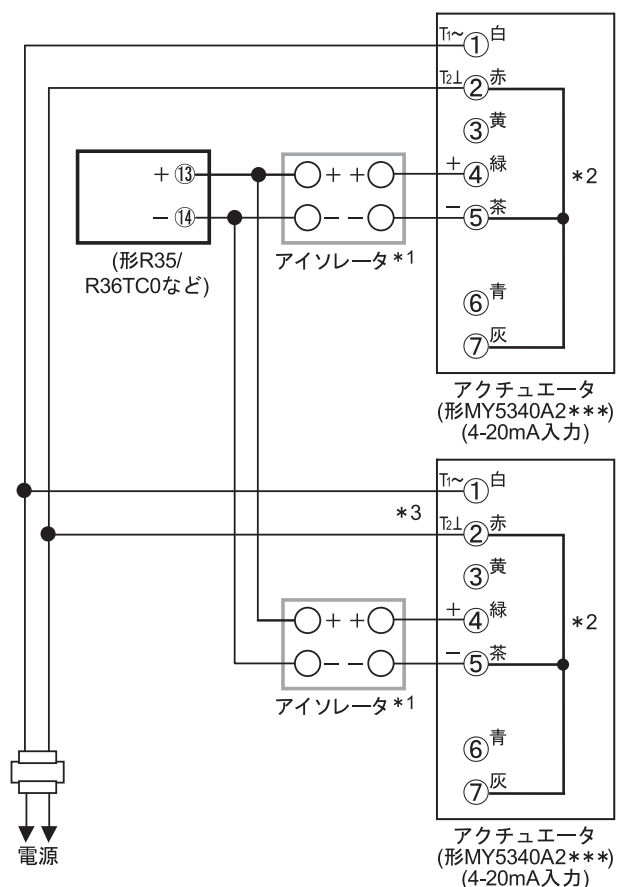 T1~ ① 白
T2⊥ ② 赤
③ 黄
+ ④ 緑
*2
− ⑤ 茶
⑥ 青
⑦ 灰
+ ⑬
− ⑭
(形R35/
R36TC0など)
+ +
− −
アイソレータ *1
アクチュエータ
(形MY5340A2***)
(4-20mA入力)
T1~ ① 白
*3
T2⊥ ② 赤
③ 黄
+ ④ 緑
*2
− ⑤ 茶
⑥ 青
⑦ 灰
+ +
− −
アイソレータ *1
電源
アクチュエータ
(形MY5340A2***)
(4-20mA入力)